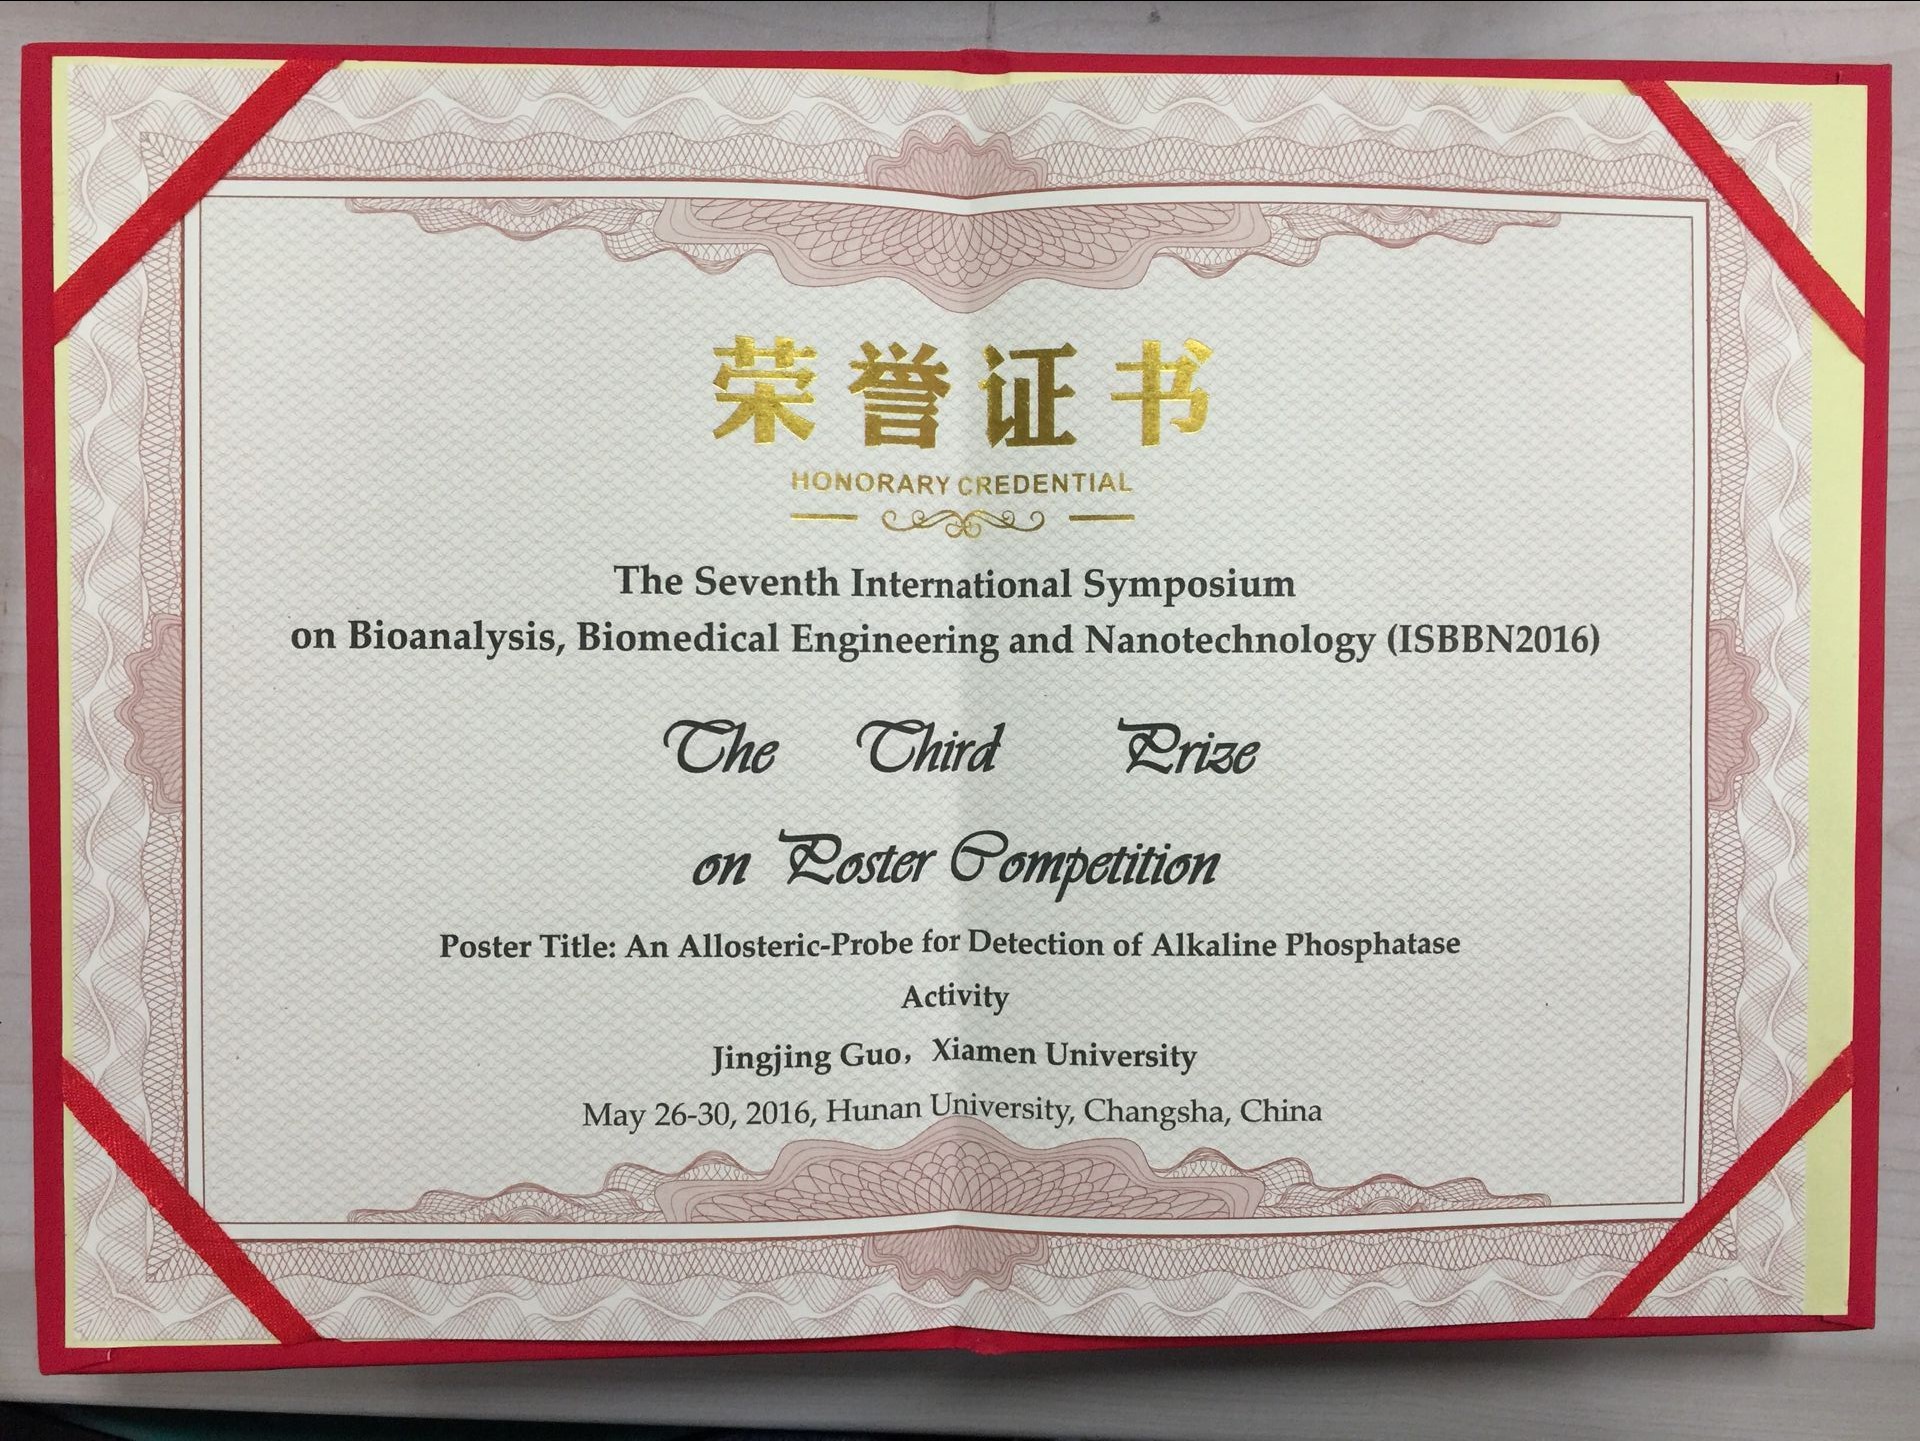 荣誉证书
HONORARY CREDENTIAL
The Seventh International Symposium
on Bioanalysis, Biomedical Engineering and Nanotechnology (ISBBN2016)
The Third Prize
on Poster Competition
Poster Title: An Allosteric-Probe for Detection of Alkaline Phosphatase
Activity
Jingjing Guo，Xiamen University
May 26-30, 2016, Hunan University, Changsha, China